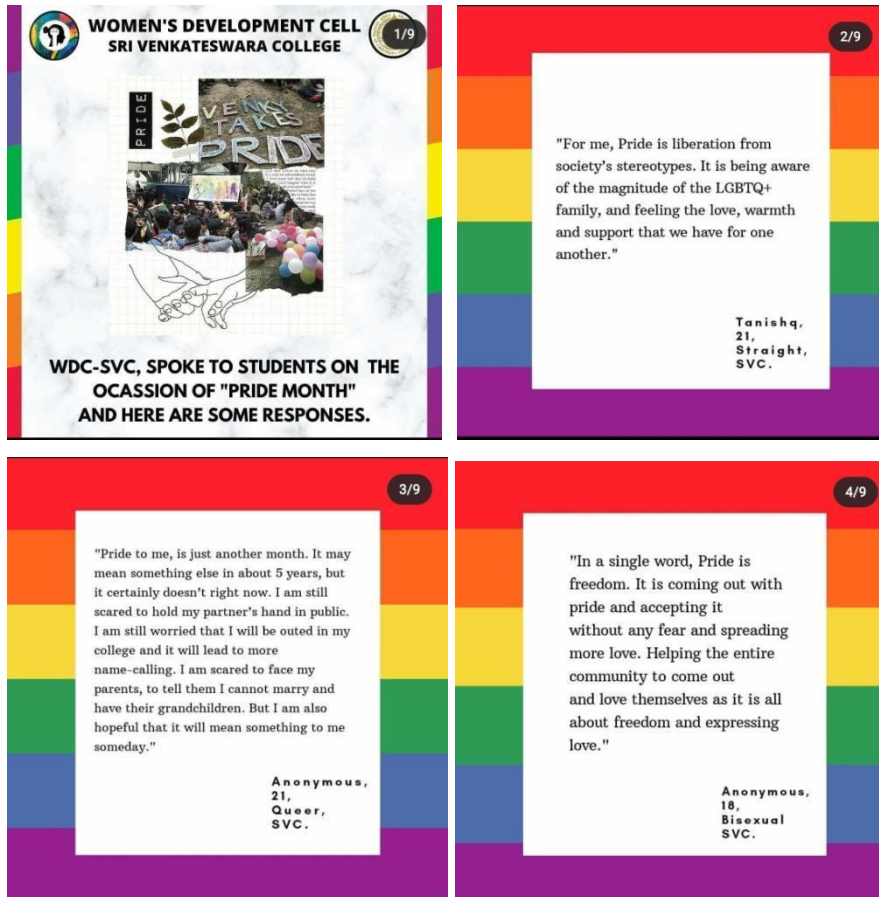 WOMEN'S DEVELOPMENT CELL
SRI VENKATESWARA COLLEGE
1/9
PRIDE
VENKY
TAKES
PRIDE
WDC-SVC, SPOKE TO STUDENTS ON THE
OCASSION OF "PRIDE MONTH"
AND HERE ARE SOME RESPONSES.
2/9
"For me, Pride is liberation from
society's stereotypes. It is being aware
of the magnitude of the LGBTQ+
family, and feeling the love, warmth
and support that we have for one
another."
Tanishq,
21,
Straight,
SVC.
3/9
"Pride to me, is just another month. It may
mean something else in about 5 years, but
it certainly doesn't right now. I am still
scared to hold my partner's hand in public.
I am still worried that I will be outed in my
college and it will lead to more
name-calling. I am scared to face my
parents, to tell them I cannot marry and
have their grandchildren. But I am also
hopeful that it will mean something to me
someday."
Anonymous,
21,
Queer,
SVC.
4/9
"In a single word, Pride is
freedom. It is coming out with
pride and accepting it
without any fear and spreading
more love. Helping the entire
community to come out
and love themselves as it is all
about freedom and expressing
love."
Anonymous,
18,
Bisexual
SVC.